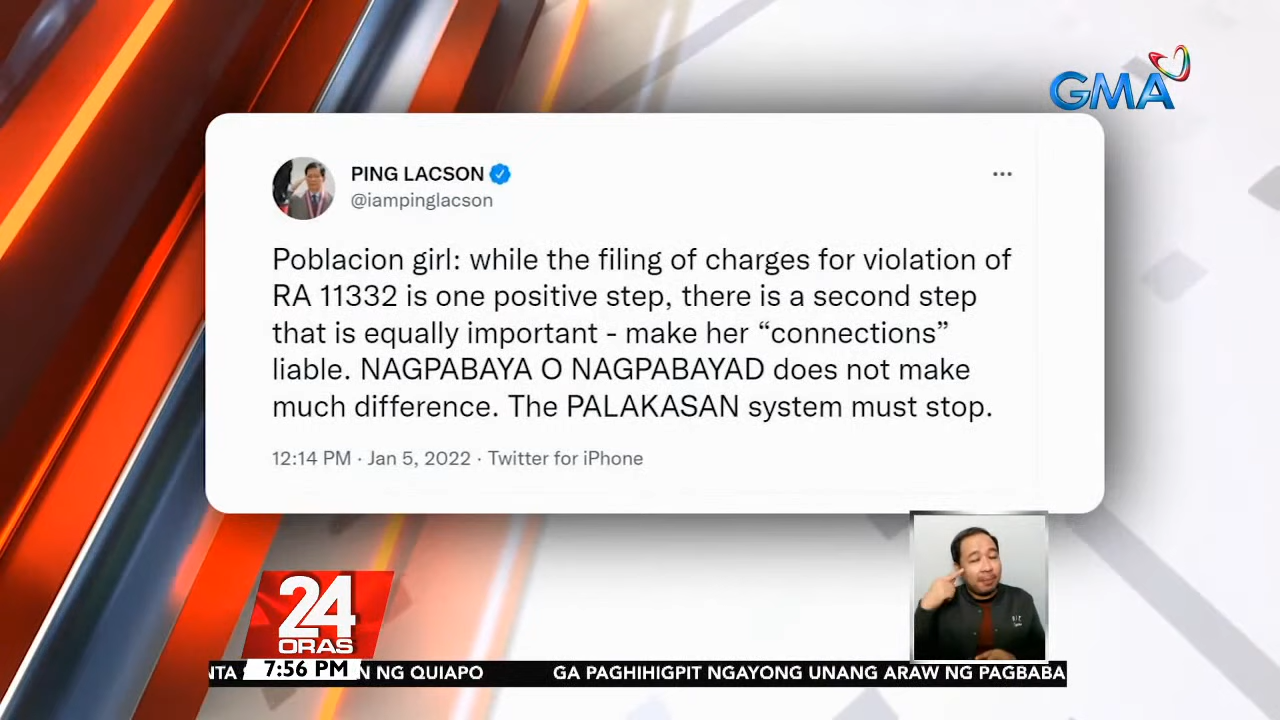 GMA
PING LACSON
@iampinglacson
Poblacion girl: while the filing of charges for violation of
RA 11332 is one positive step, there is a second step
that is equally important - make her “connections”
liable. NAGPABAYA O NAGPABAYAD does not make
much difference. The PALAKASAN system must stop.
12:14 PM · Jan 5, 2022 · Twitter for iPhone
24
ORAS
7:56 PM
NTA N NG QUIAPO GA PAGHIHIGPIT NGAYONG UNANG ARAW NG PAGBABA